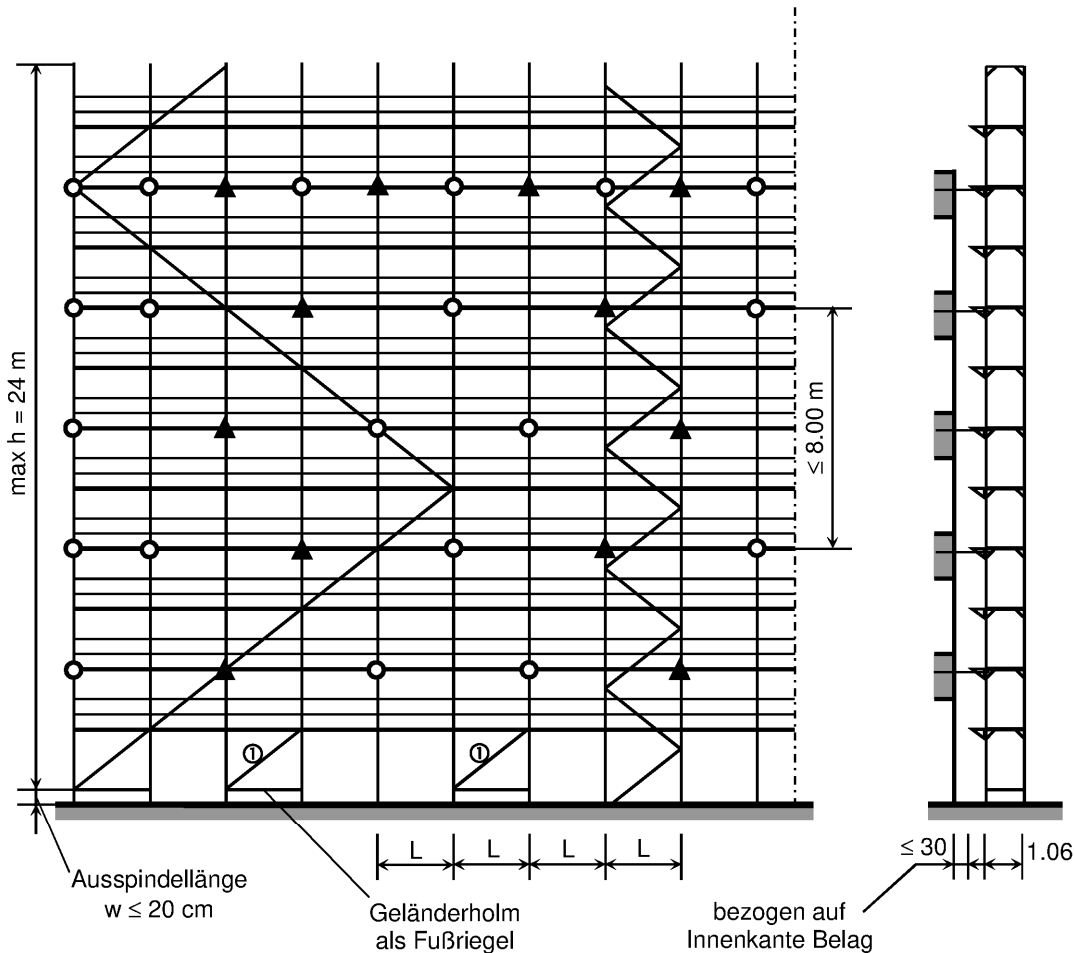 max h = 24 m
≤ 8.00 m
①
①
L
L
L
L
≤ 30
1.06
Ausspindellänge
w ≤ 20 cm
Geländerholm
als Fußriegel
bezogen auf
Innenkante Belag